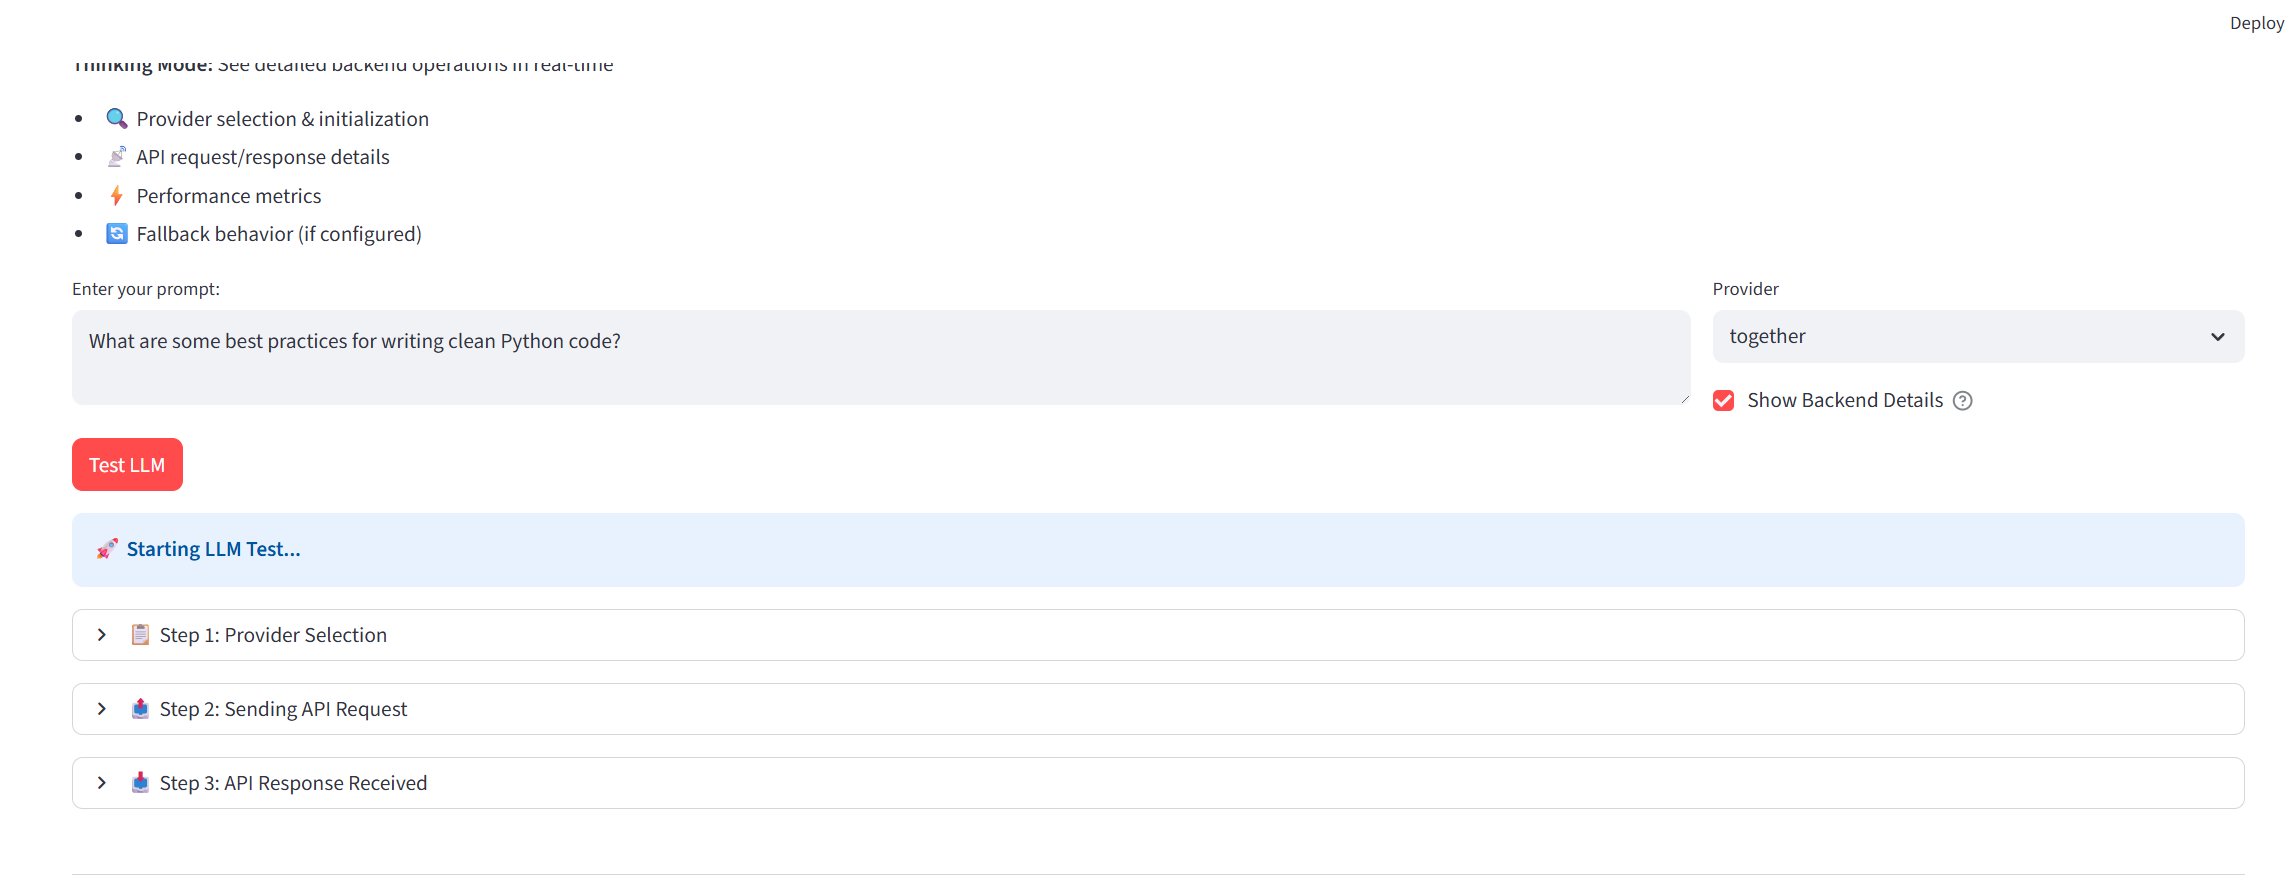 Deploy
Thinking Mode: See detailed backend operations in real-time
Provider selection & initialization
API request/response details
Performance metrics
Fallback behavior (if configured)
Enter your prompt:
Provider
What are some best practices for writing clean Python code?
together
Show Backend Details
Test LLM
Starting LLM Test...
Step 1: Provider Selection
Step 2: Sending API Request
Step 3: API Response Received